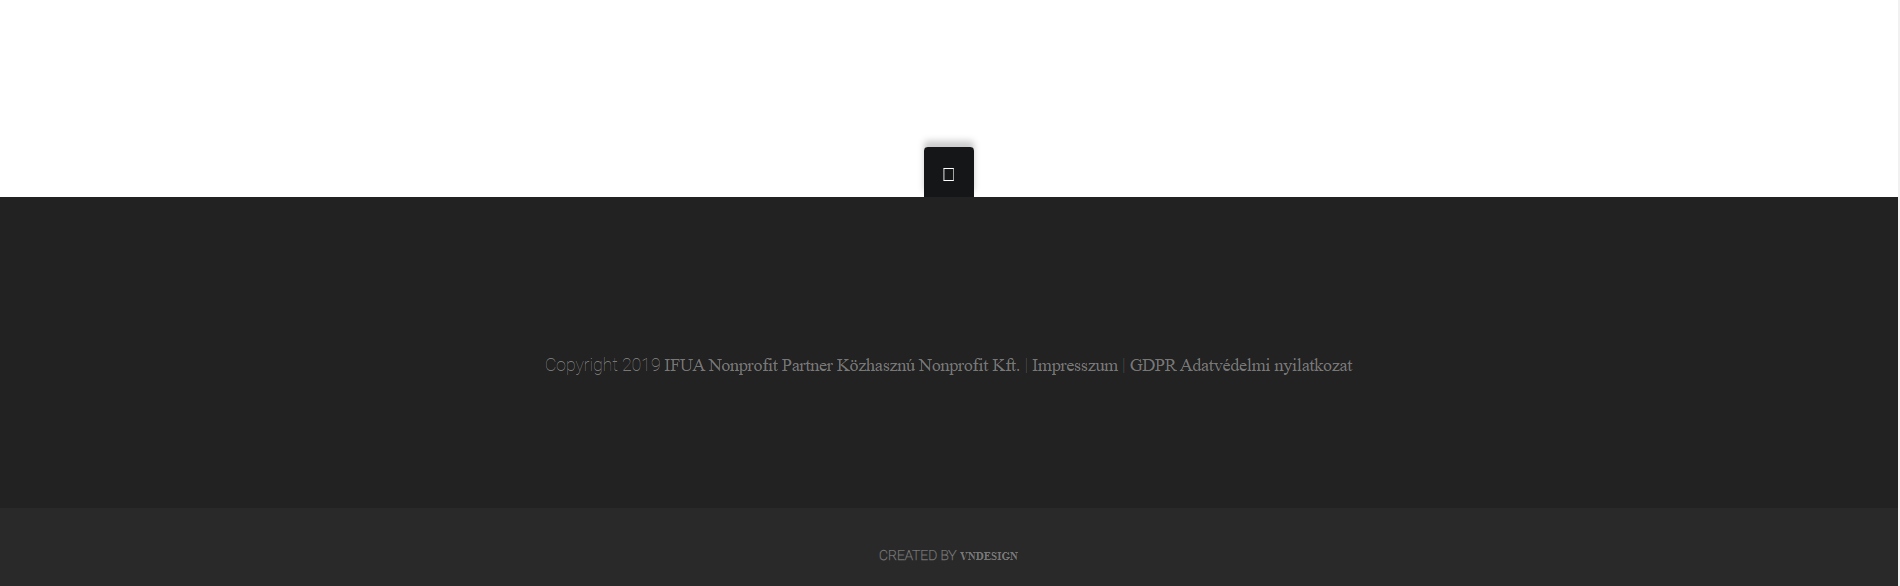 Copyright 2019 IFUA Nonprofit Partner Közhasznú Nonprofit Kft. | Impresszum | GDPR Adatvédelmi nyilatkozat
CREATED BY VNDESIGN